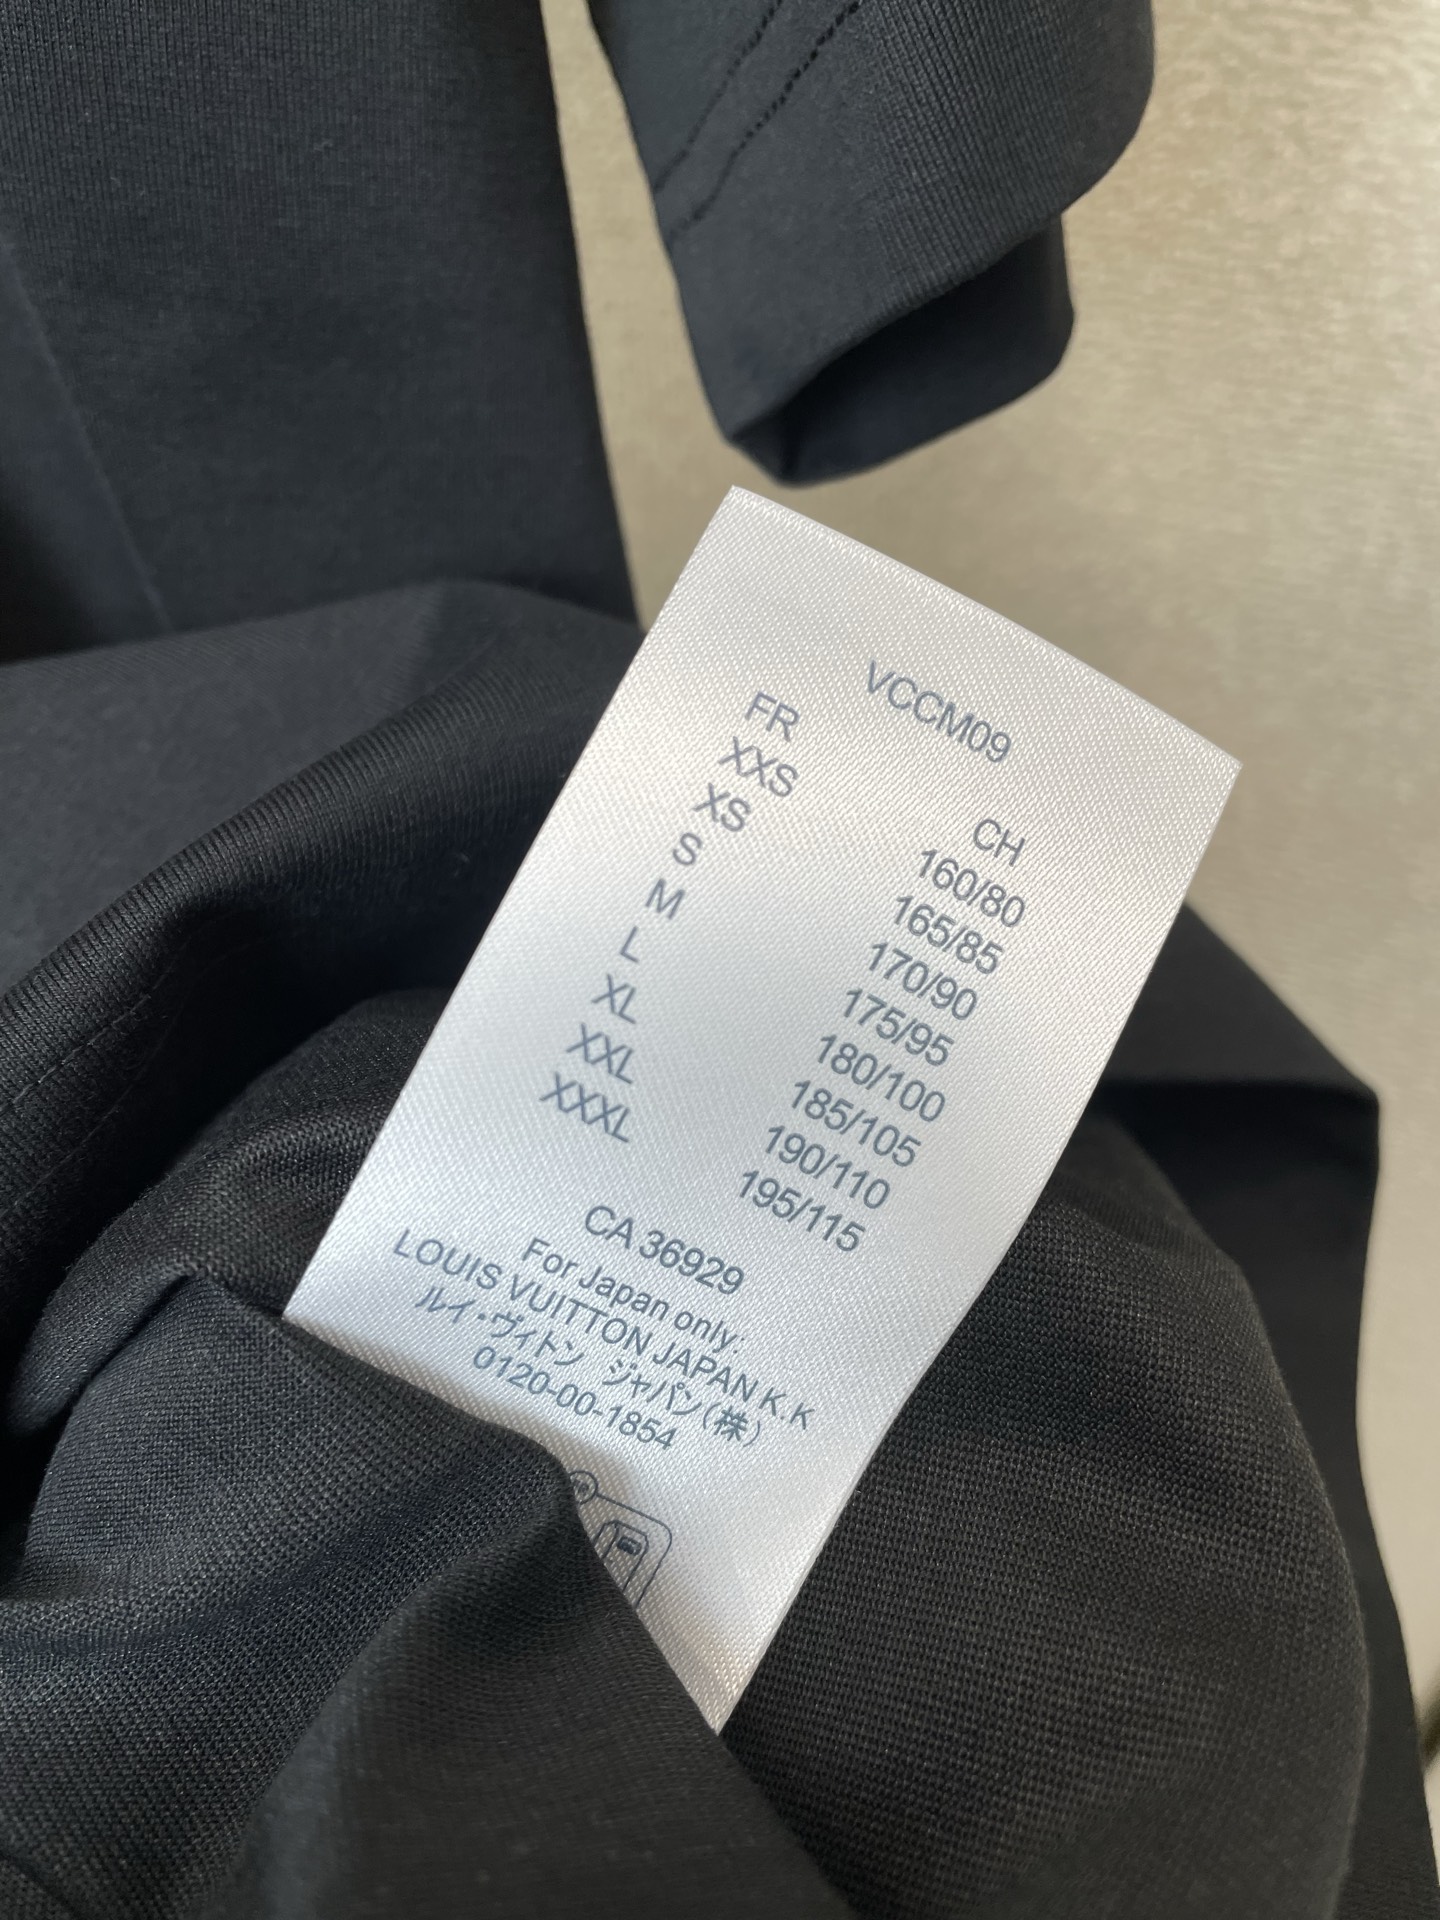 VCCM09
FR CH
XXS 160/80
XS 165/85
S 170/90
M 175/95
L 180/100
XL 185/105
XXL 190/110
XXXL 195/115
CA 36929
For Japan only:
LOUIS VUITTON JAPAN K.K
ルイ・ヴィトン ジャパン(株)
0120-00-1854